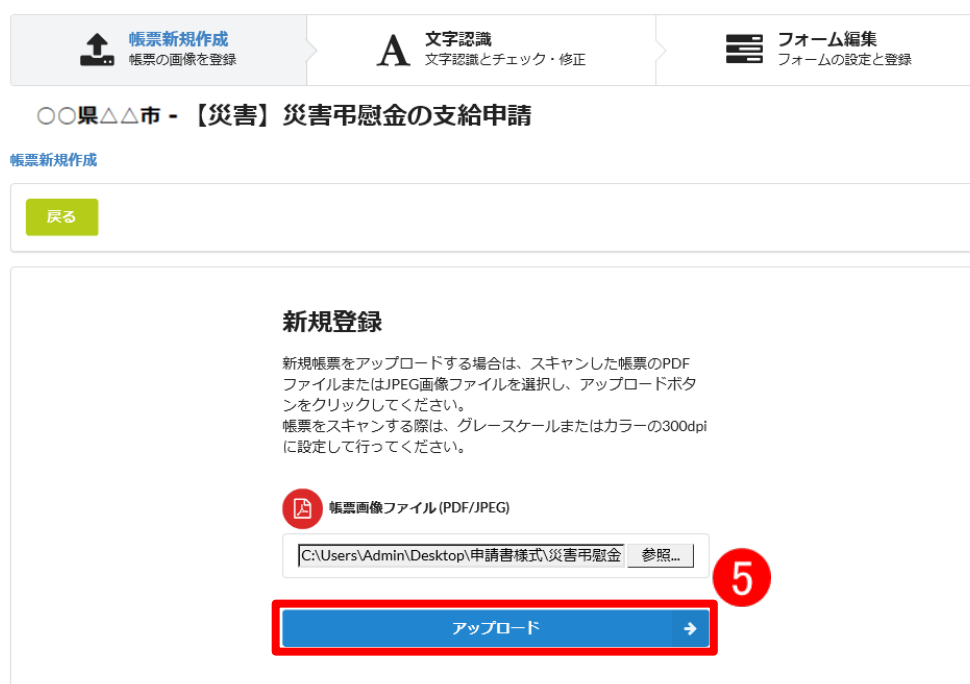 帳票新規作成
帳票の画像を登録
A 文字認識
文字認識とチェック・修正
フォーム編集
フォームの設定と登録
○○県△△市 - 【災害】災害弔慰金の支給申請
帳票新規作成
戻る
新規登録
新規帳票をアップロードする場合は、スキャンした帳票のPDF
ファイルまたはJPEG画像ファイルを選択し、アップロードボタ
ンをクリックしてください。
帳票をスキャンする際は、グレースケールまたはカラーの300dpi
に設定して行ってください。
帳票画像ファイル(PDF/JPEG)
C:\Users\Admin\Desktop\申請書様式\災害弔慰金 参照...
5
アップロード